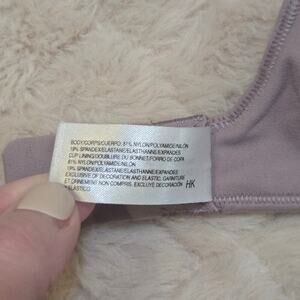 BODY/CORPS/CUERPO: 81% NYLON/POLYAMIDE/NILÓN
19% SPANDEX/ELASTANE/ELASTHANNE/EXPANDEX
CUP LINING/DOUBLURE DU BONNET/FORRO DE COPA
81% NYLON/POLYAMIDE/NILÓN
19% SPANDEX/ELASTANE/ELASTHANNE/EXPANDEX
EXCLUSIVE OF DECORATION AND ELASTIC. GARNITURE
ET ORNEMENT NON COMPRIS. EXCLUYE DECORACIÓN
Y ELÁSTICO
HK